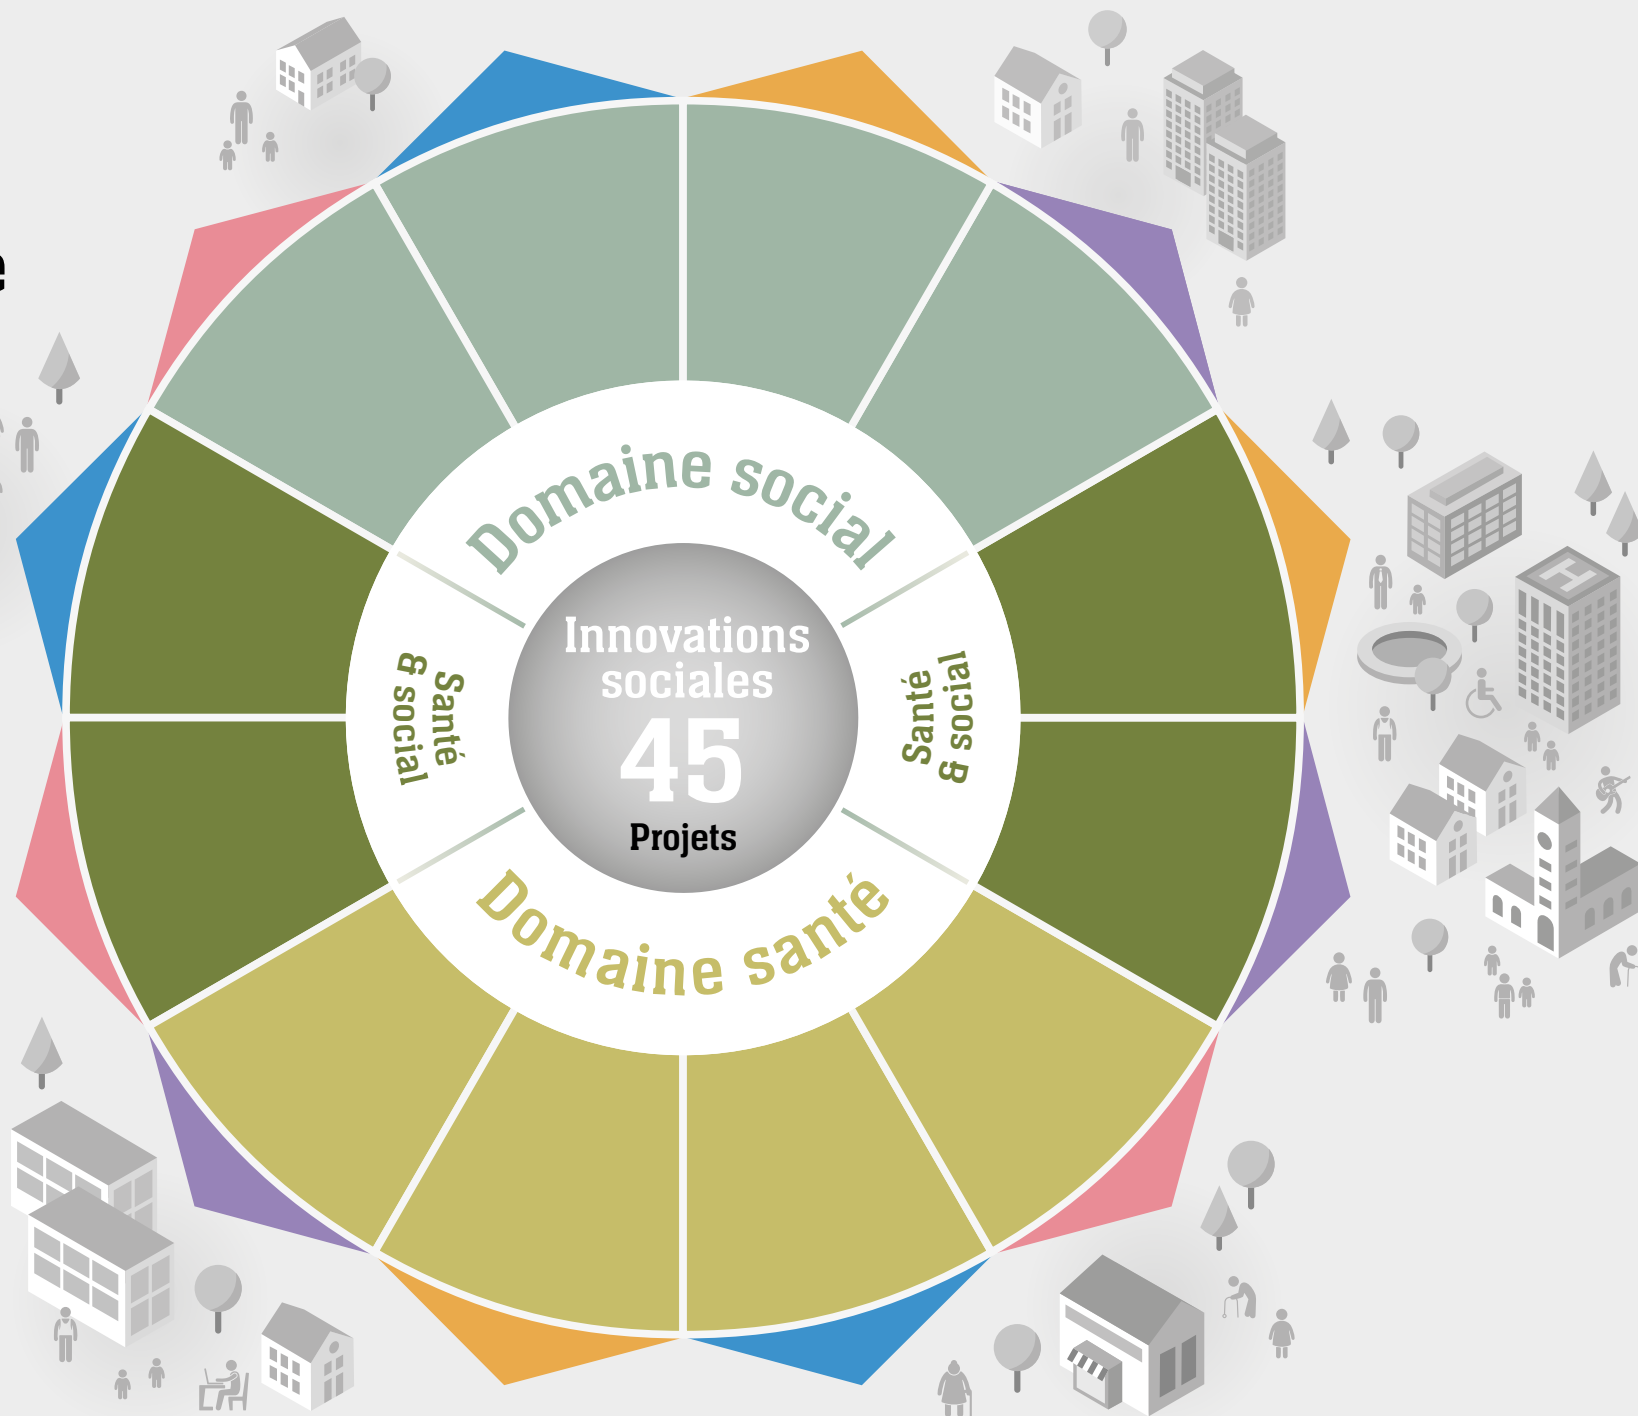 e
Domaine social
Innovations
sociales
45
Projets
Santé
& social
Santé
& social
Domaine santé